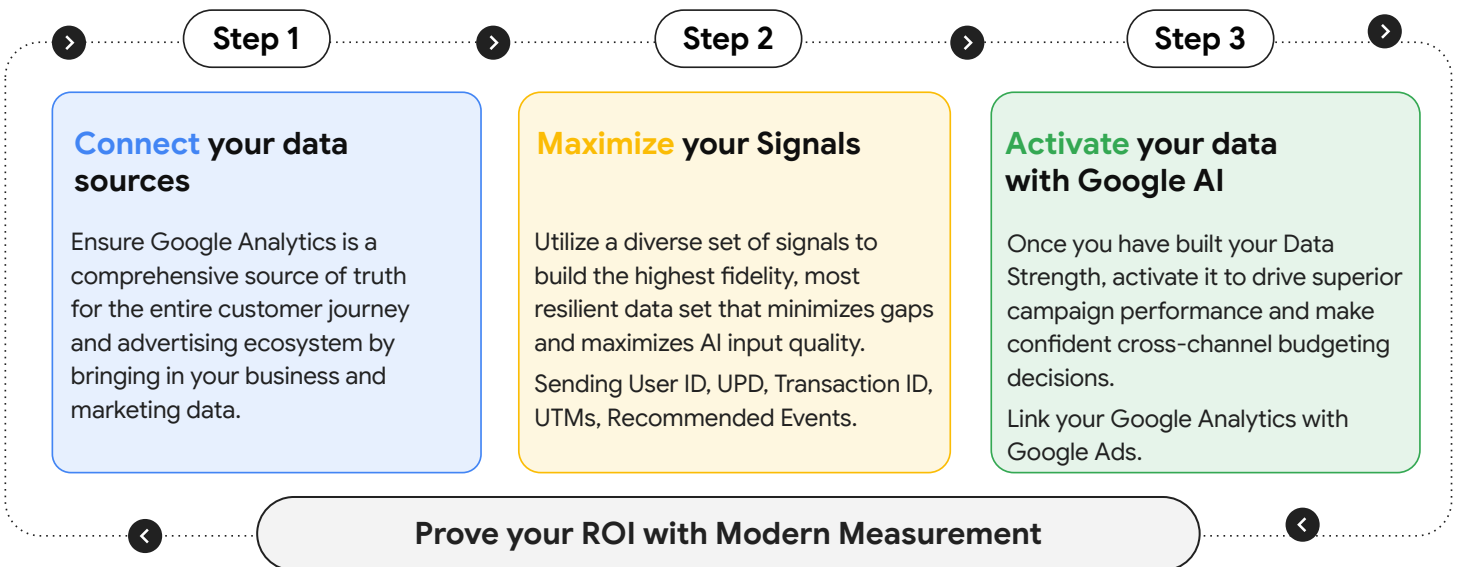 Step 1
Step 2
Step 3
Connect your data
sources
Ensure Google Analytics is a
comprehensive source of truth
for the entire customer journey
and advertising ecosystem by
bringing in your business and
marketing data.
Maximize your Signals
Utilize a diverse set of signals to
build the highest fidelity, most
resilient data set that minimizes gaps
and maximizes AI input quality.
Sending User ID, UPD, Transaction ID,
UTMs, Recommended Events.
Activate your data
with Google AI
Once you have built your Data
Strength, activate it to drive superior
campaign performance and make
confident cross-channel budgeting
decisions.
Link your Google Analytics with
Google Ads.
Prove your ROI with Modern Measurement